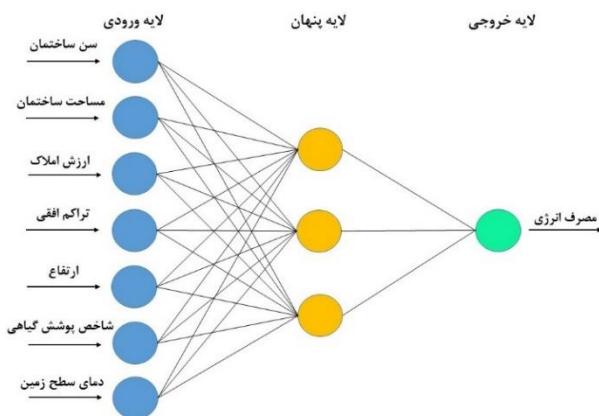 لایه خروجی
لایه پنهان
لایه ورودی
سن ساختمان
مساحت ساختمان
ارزش املاک
تراکم افقی
ارتفاع
شاخص پوشش گیاهی
دمای سطح زمین
مصرف انرژی